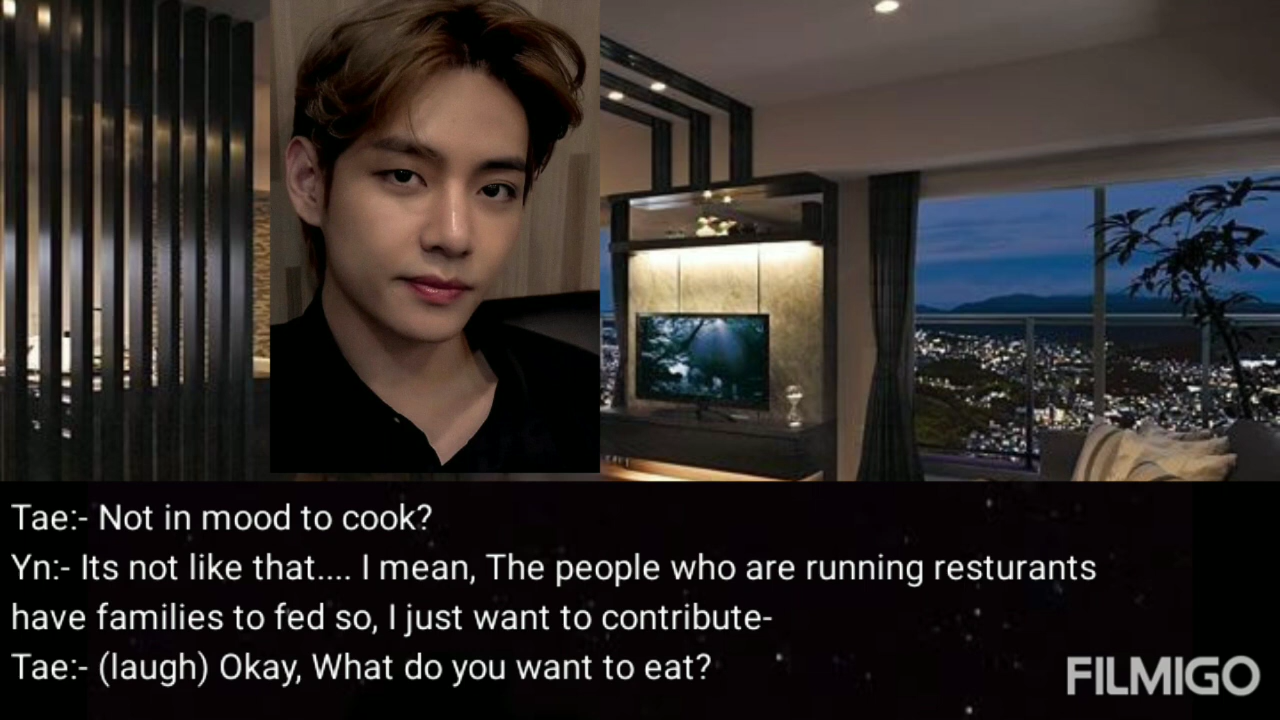 Tae:- Not in mood to cook?
Yn:- Its not like that.... I mean, The people who are running resturants
have families to fed so, I just want to contribute-
Tae:- (laugh) Okay, What do you want to eat?
FILMIGO